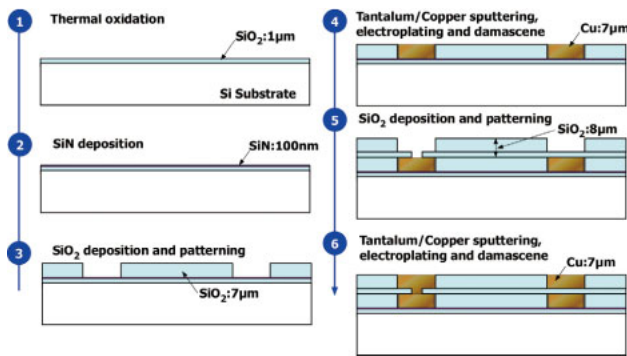 1
Thermal oxidation
SiO₂:1μm
Si Substrate
2
SiN deposition
SiN:100nm
3
SiO₂ deposition and patterning
SiO₂:7μm
4
Tantalum/Copper sputtering,
electroplating and damascene
Cu:7μm
5
SiO₂ deposition and patterning
SiO₂:8μm
6
Tantalum/Copper sputtering,
electroplating and damascene
Cu:7μm